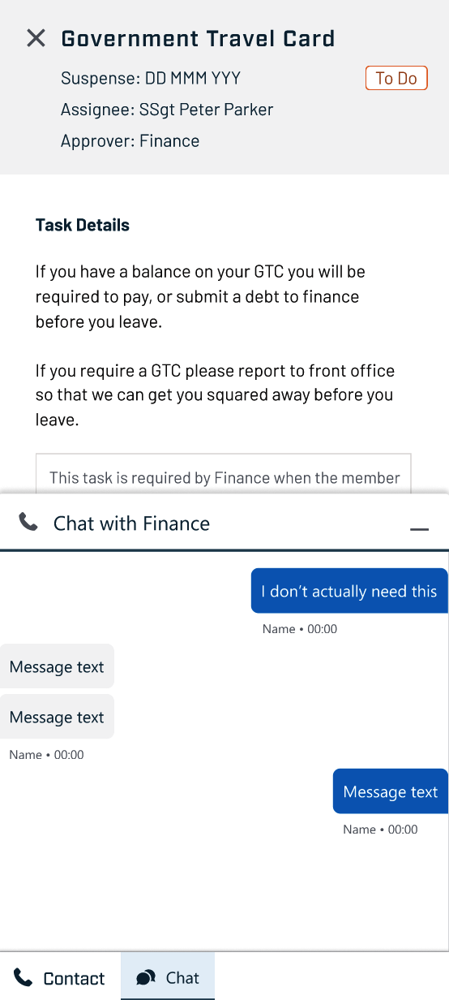 Government Travel Card
Suspense: DD MMM YYY
To Do
Assignee: SSgt Peter Parker
Approver: Finance
Task Details
If you have a balance on your GTC you will be
required to pay, or submit a debt to finance
before you leave.
If you require a GTC please report to front office
so that we can get you squared away before you
leave.
This task is required by Finance when the member
Chat with Finance
I don’t actually need this
Name • 00:00
Message text
Message text
Name • 00:00
Message text
Name • 00:00
Contact
Chat